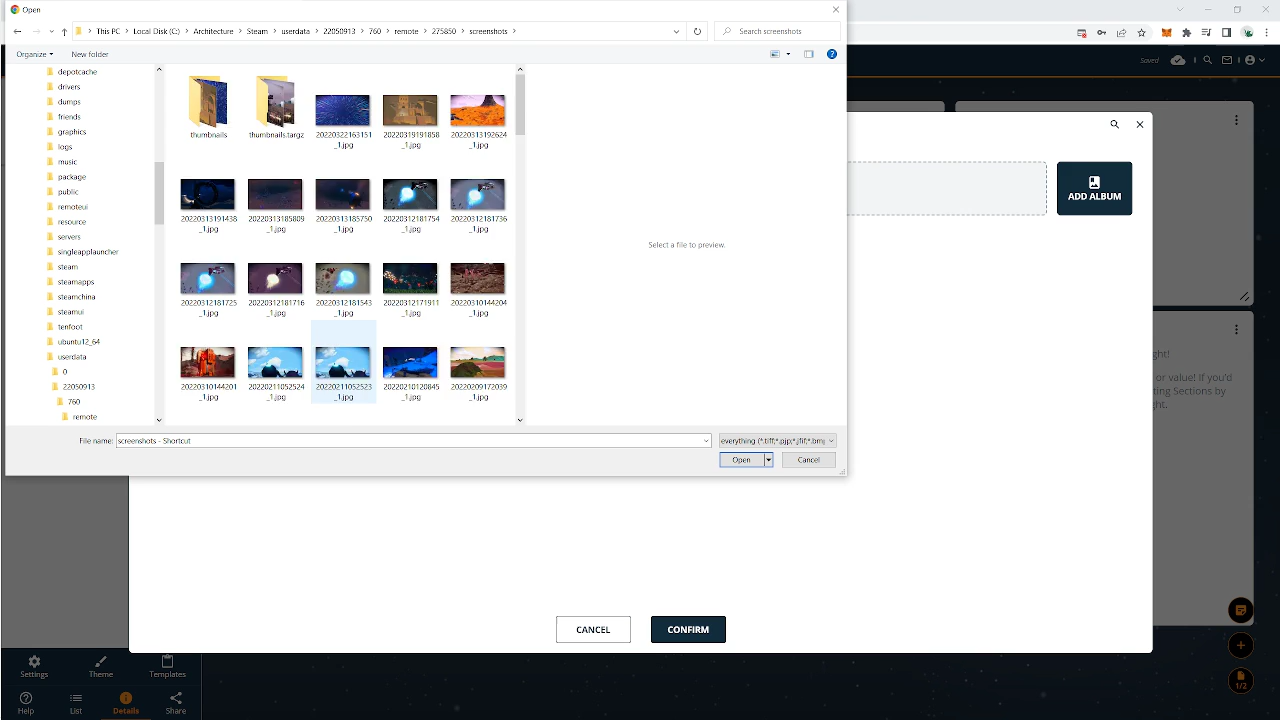 Open
This PC > Local Disk (C:) > Architecture > Steam > userdata > 22050913 > 760 > remote > 275850 > screenshots >
Search screenshots
Organize
New folder
Saved
depotcache
drivers
dumps
friends
graphics
logs
music
package
public
remoteui
resource
servers
singleapplauncher
steam
steamapps
steamchina
steamui
tenfoot
ubuntu12_64
userdata
0
22050913
760
remote
thumbnails
thumbnails.targz
20220322163151
_1.jpg
20220319191858
_1.jpg
20220313192624
_1.jpg
20220313191438
_1.jpg
20220313185809
_1.jpg
20220313185750
_1.jpg
20220312181754
_1.jpg
20220312181736
_1.jpg
20220312181725
_1.jpg
20220312181716
_1.jpg
20220312181543
_1.jpg
20220312171911
_1.jpg
20220310144204
_1.jpg
20220310144201
_1.jpg
20220211052524
_1.jpg
20220211052523
_1.jpg
20220210120845
_1.jpg
20220209172039
_1.jpg
Select a file to preview.
File name:
screenshots - Shortcut
everything (*.tiff;*.pjp;*.jfif;*.bmp
Open
Cancel
ADD ALBUM
ght!
or value! If you'd
ting Sections by
ght.
CANCEL
CONFIRM
Settings
Theme
Templates
Help
List
Details
Share
1/2